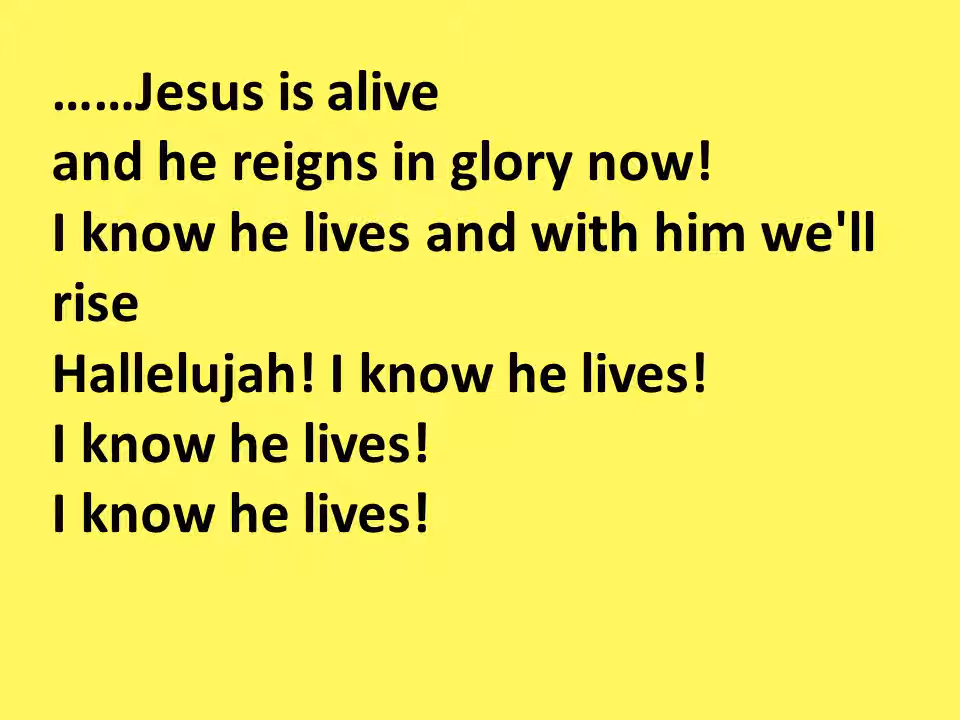 ……Jesus is alive
and he reigns in glory now!
I know he lives and with him we'll
rise
Hallelujah! I know he lives!
I know he lives!
I know he lives!